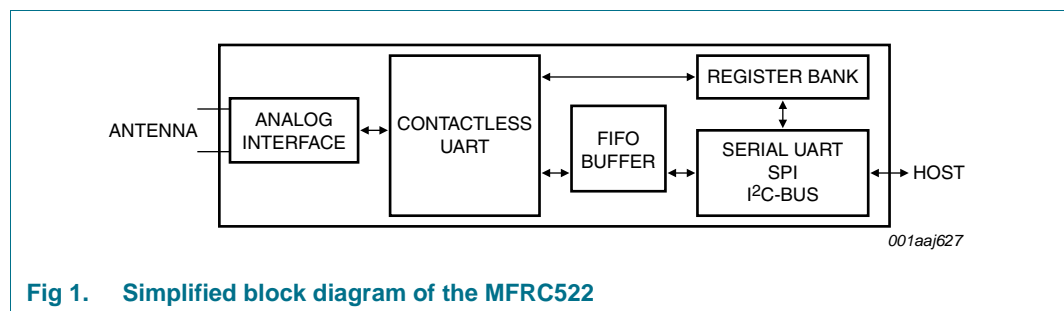 ANTENNA
ANALOG
INTERFACE
CONTACTLESS
UART
FIFO
BUFFER
REGISTER BANK
SERIAL UART
SPI
I²C-BUS
HOST
001aaj627
Fig 1. Simplified block diagram of the MFRC522